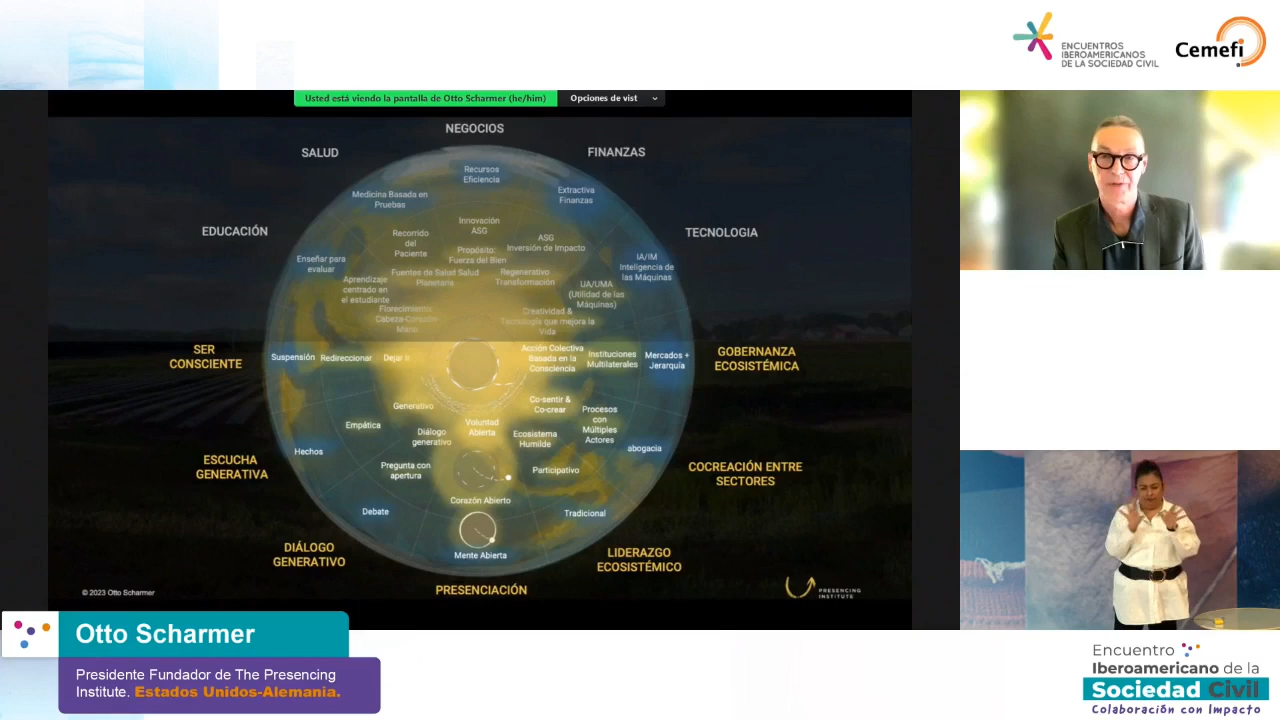 ENCUENTROS
IBEROAMERICANOS
DE LA SOCIEDAD CIVIL
Cemefi
Usted está viendo la pantalla de Otto Scharmer (he/him)
Opciones de vist
NEGOCIOS
SALUD
FINANZAS
Recursos
Eficiencia
Medicina Basada en
Pruebas
Extractiva
Finanzas
EDUCACIÓN
TECNOLOGIA
Innovación
ASG
Recorrido
del
Paciente
ASG
Inversión de Impacto
Propósito:
Fuerza del Bien
Enseñar para
evaluar
IA/IM
Inteligencia de
las Máquinas
Fuentes de Salud Salud
Planetaria
Regenerativo
Transformación
Aprendizaje
centrado en
el estudiante
UA/UMA
(Utilidad de las
Máquinas)
Florecimiento
Cabeza-Corazón-
Mano
Creatividad &
Tecnología que mejora la
Vida
SER
CONSCIENTE
Suspensión
Redireccionar
Dejar ir
Acción Colectiva
Basada en la
Consciencia
Instituciones
Multilaterales
Mercados +
Jerarquía
GOBERNANZA
ECOSISTÉMICA
Generativo
Co-sentir &
Co-crear
Empática
Diálogo
generativo
Voluntad
Abierta
Ecosistema
Humilde
Procesos
con
Múltiples
Actores
Hechos
abogacia
ESCUCHA
GENERATIVA
Pregunta con
apertura
Participativo
COCREACIÓN ENTRE
SECTORES
Corazón Abierto
Debate
Tradicional
DIÁLOGO
GENERATIVO
Mente Abierta
LIDERAZGO
ECOSISTÉMICO
PRESENCIACIÓN
© 2023 Otto Scharmer
PRESENCING
INSTITUTE
Otto Scharmer
Presidente Fundador de The Presencing
Institute. Estados Unidos-Alemania.
Encuentro
Iberoamericano de la
Sociedad Civil
Colaboración con Impacto